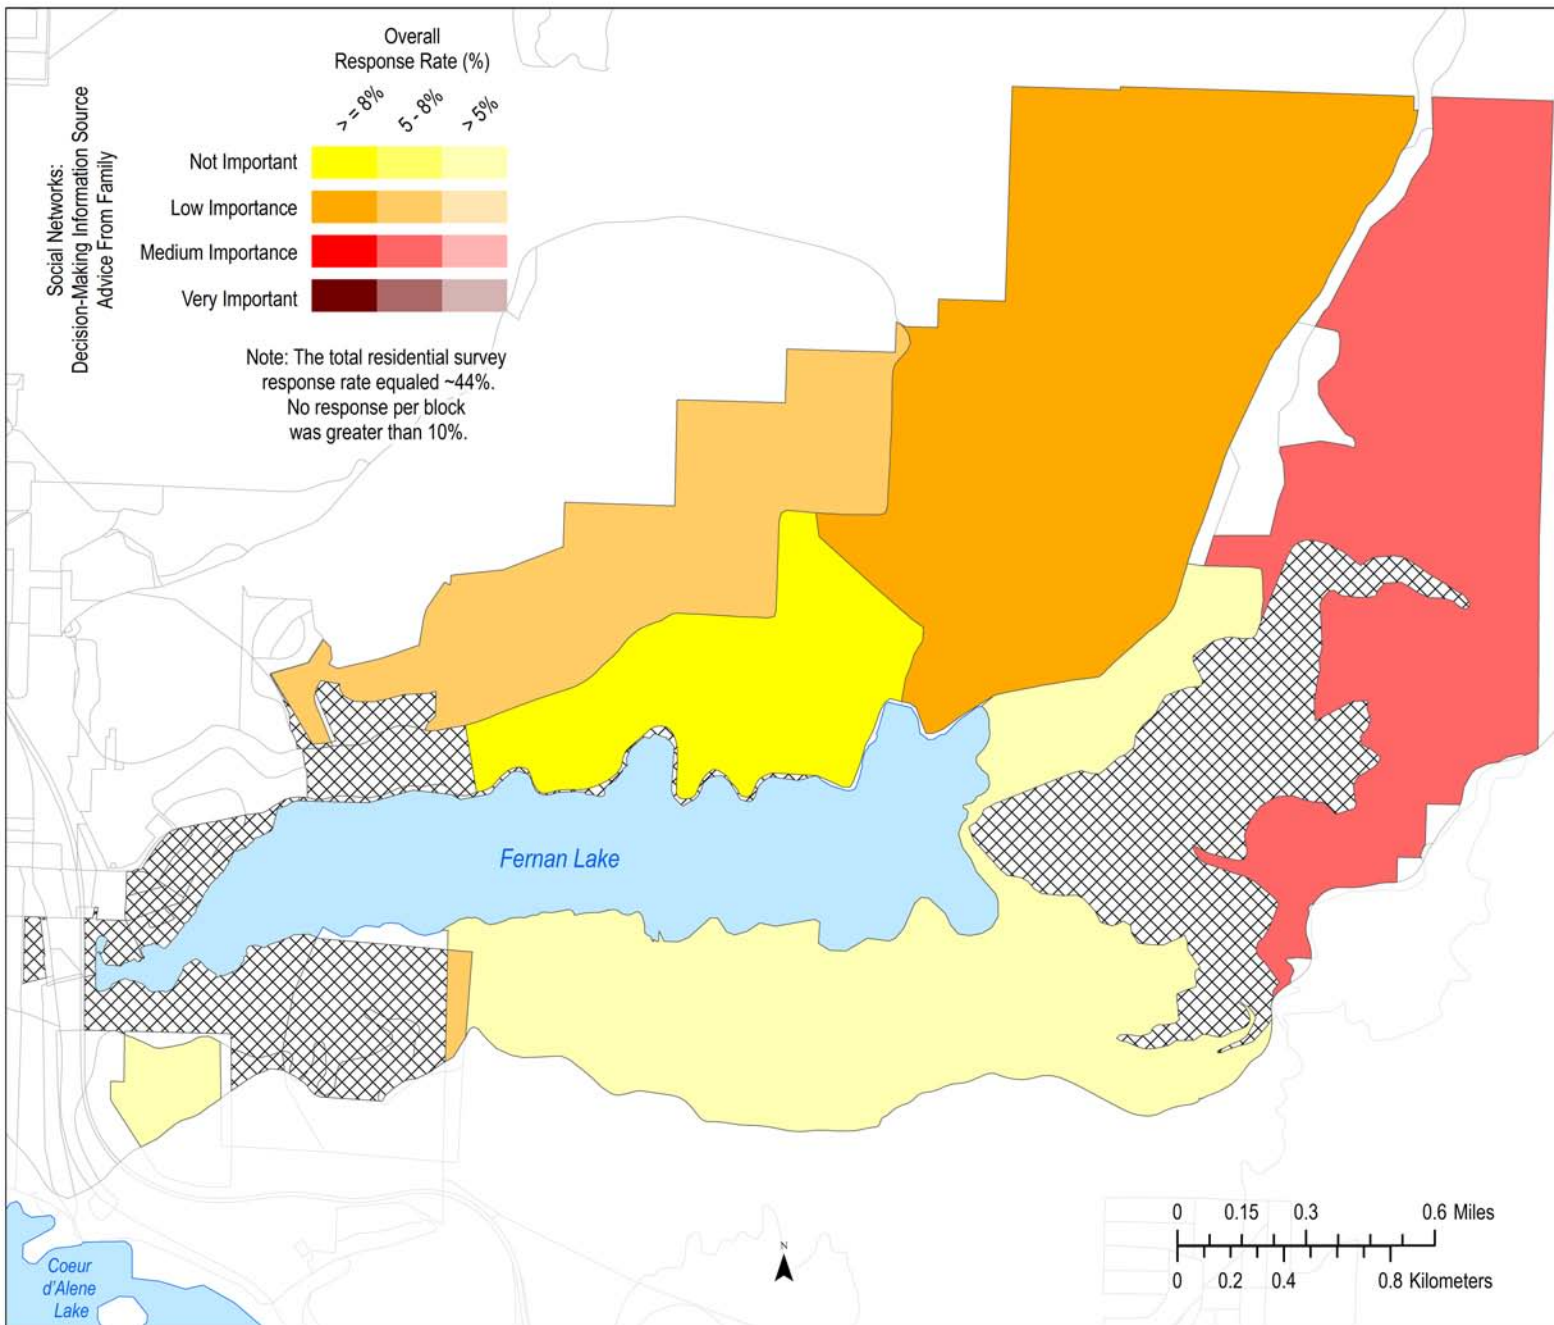 Overall
Response Rate (%)
> = 8%
5 - 8%
> 5%
Social Networks:
Decision-Making Information Source
Advice From Family
Not Important
Low Importance
Medium Importance
Very Important
Note: The total residential survey
response rate equaled ~44%.
No response per block
was greater than 10%.
Fernan Lake
Coeur
d'Alene
Lake
N
0 0.15 0.3 0.6 Miles
0 0.2 0.4 0.8 Kilometers